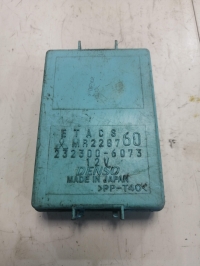 ETACS
MR228760
232300-6073
12V
DENSO
MADE IN JAPAN
>PP-T40<